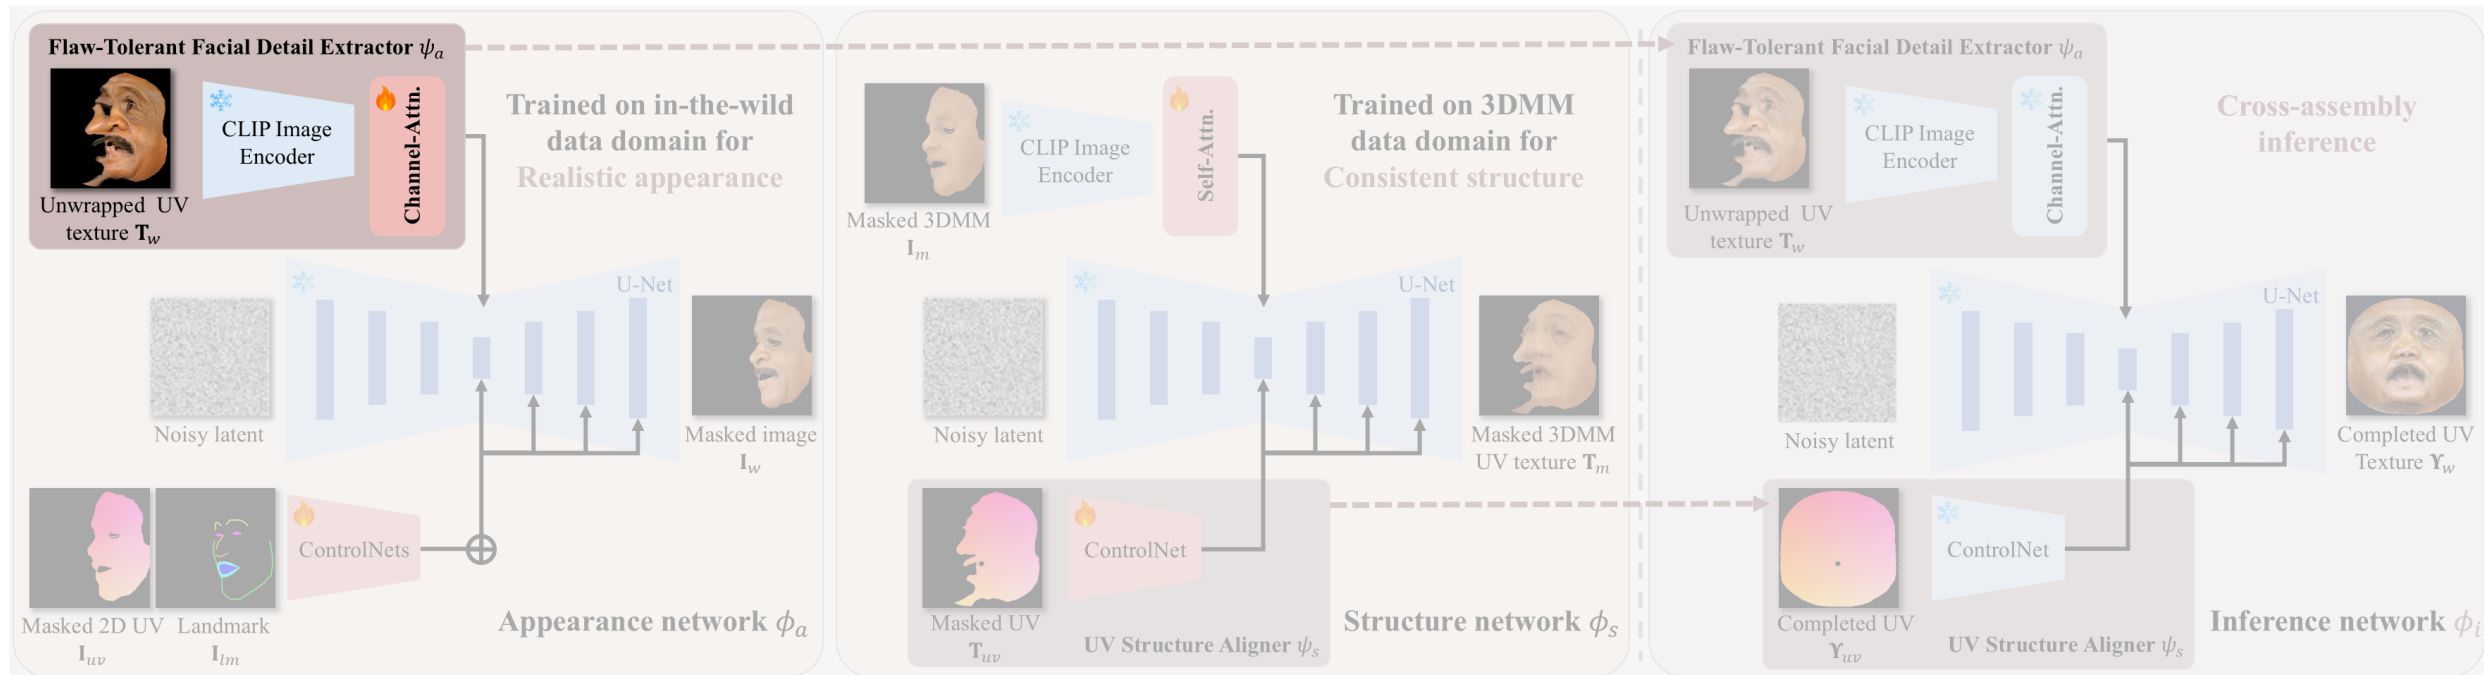 Flaw-Tolerant Facial Detail Extractor ψa
CLIP Image
Encoder
Channel-Attn.
Unwrapped UV
texture Tw
Trained on in-the-wild
data domain for
Realistic appearance
U-Net
Noisy latent
Masked image
Iw
ControlNets
Masked 2D UV
Iuv
Landmark
Ilm
Appearance network ϕa
Masked 3DMM
Im
CLIP Image
Encoder
Self-Attn.
Trained on 3DMM
data domain for
Consistent structure
U-Net
Noisy latent
Masked 3DMM
UV texture Tm
ControlNet
Masked UV
Tuv
UV Structure Aligner ψs
Structure network ϕs
Flaw-Tolerant Facial Detail Extractor ψa
CLIP Image
Encoder
Channel-Attn.
Unwrapped UV
texture Tw
Cross-assembly
inference
U-Net
Noisy latent
Completed UV
Texture ϒw
ControlNet
Completed UV
ϒuv
UV Structure Aligner ψs
Inference network ϕi